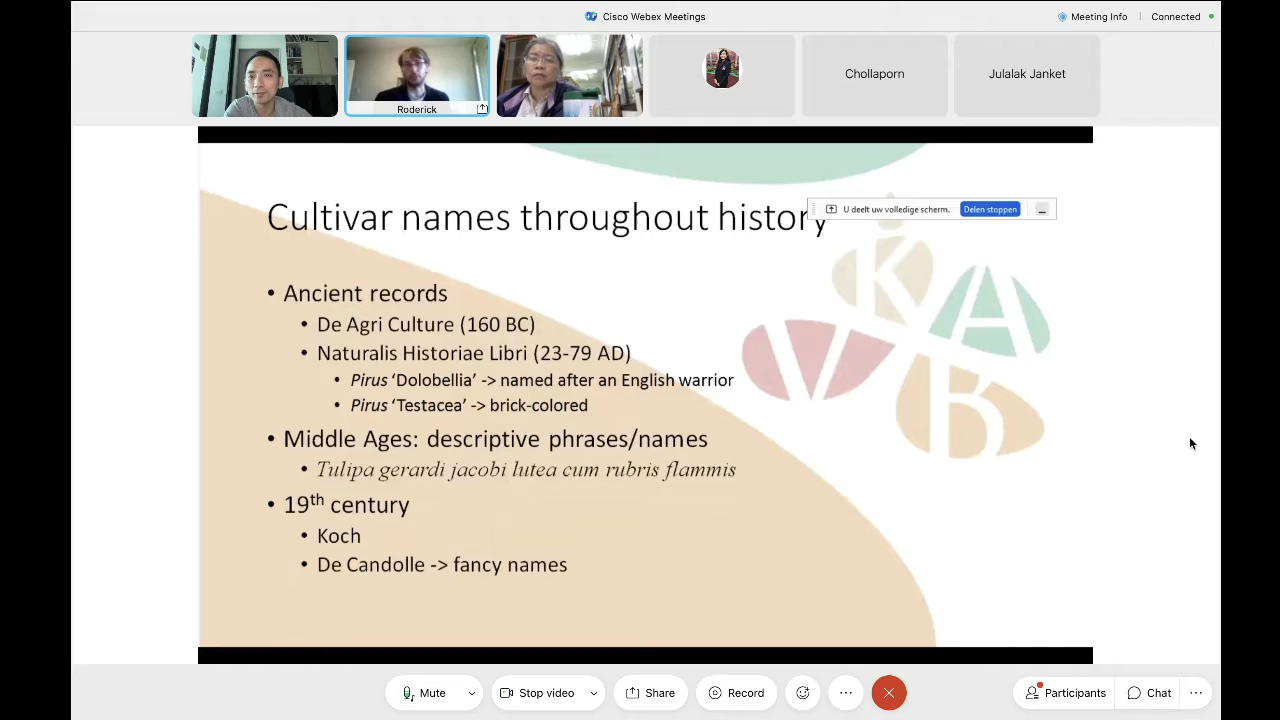 Cisco Webex Meetings
Meeting Info
Connected
Roderick
Chollaporn
Julalak Janket
Cultivar names throughout history
U deelt uw volledige scherm.
Delen stoppen
• Ancient records
• De Agri Culture (160 BC)
• Naturalis Historiae Libri (23-79 AD)
• Pirus ‘Dolobellia’ -> named after an English warrior
• Pirus ‘Testacea’ -> brick-colored
• Middle Ages: descriptive phrases/names
• Tulipa gerardi jacobi lutea cum rubris flammis
• 19th century
• Koch
• De Candolle -> fancy names
K A
V B
Mute
Stop video
Share
Record
Participants
Chat